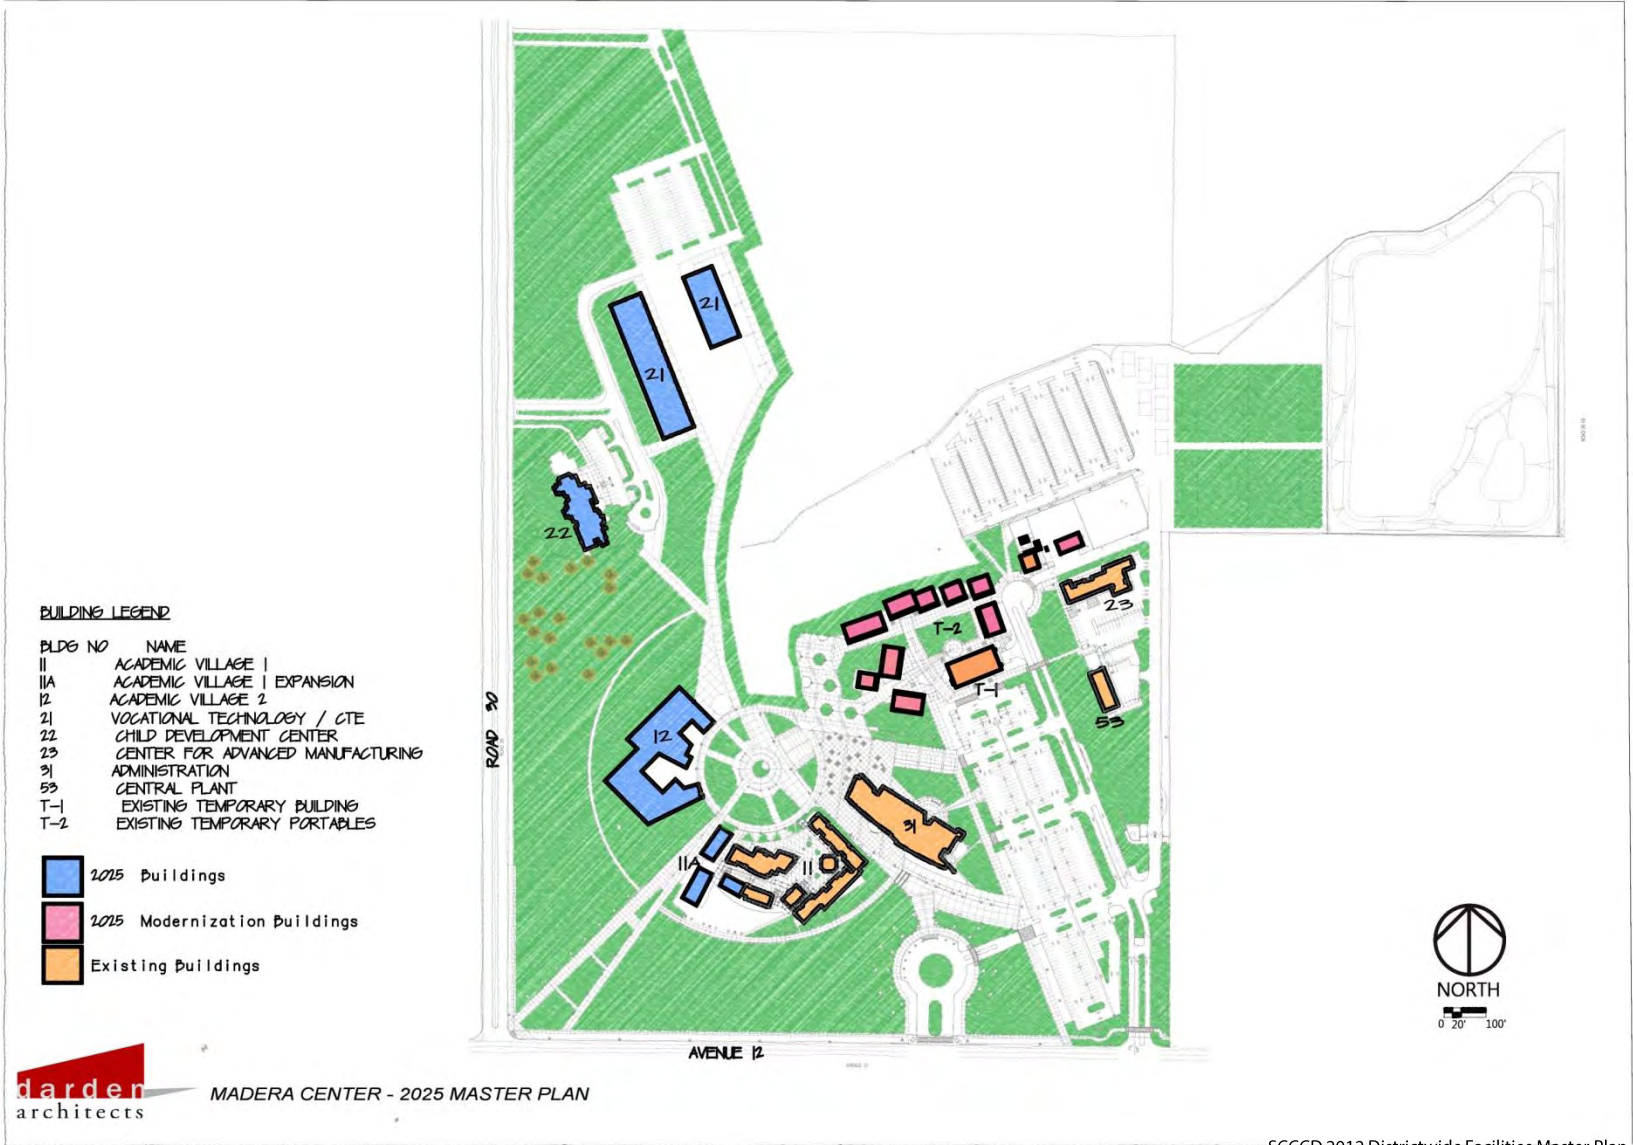 21
21
22
23
T-2
T-1
53
12
31
11A
11
ROAD 30
AVENUE 12
BUILDING LEGEND
BLDG NO NAME
11 ACADEMIC VILLAGE 1
11A ACADEMIC VILLAGE 1 EXPANSION
12 ACADEMIC VILLAGE 2
21 VOCATIONAL TECHNOLOGY / CTE
22 CHILD DEVELOPMENT CENTER
23 CENTER FOR ADVANCED MANUFACTURING
31 ADMINISTRATION
53 CENTRAL PLANT
T-1 EXISTING TEMPORARY BUILDING
T-2 EXISTING TEMPORARY PORTABLES
2025 Buildings
2025 Modernization Buildings
Existing Buildings
NORTH
0 20' 100'
darden
architects
MADERA CENTER - 2025 MASTER PLAN
SCCCD 2012 Districtwide Facilities Master Plan